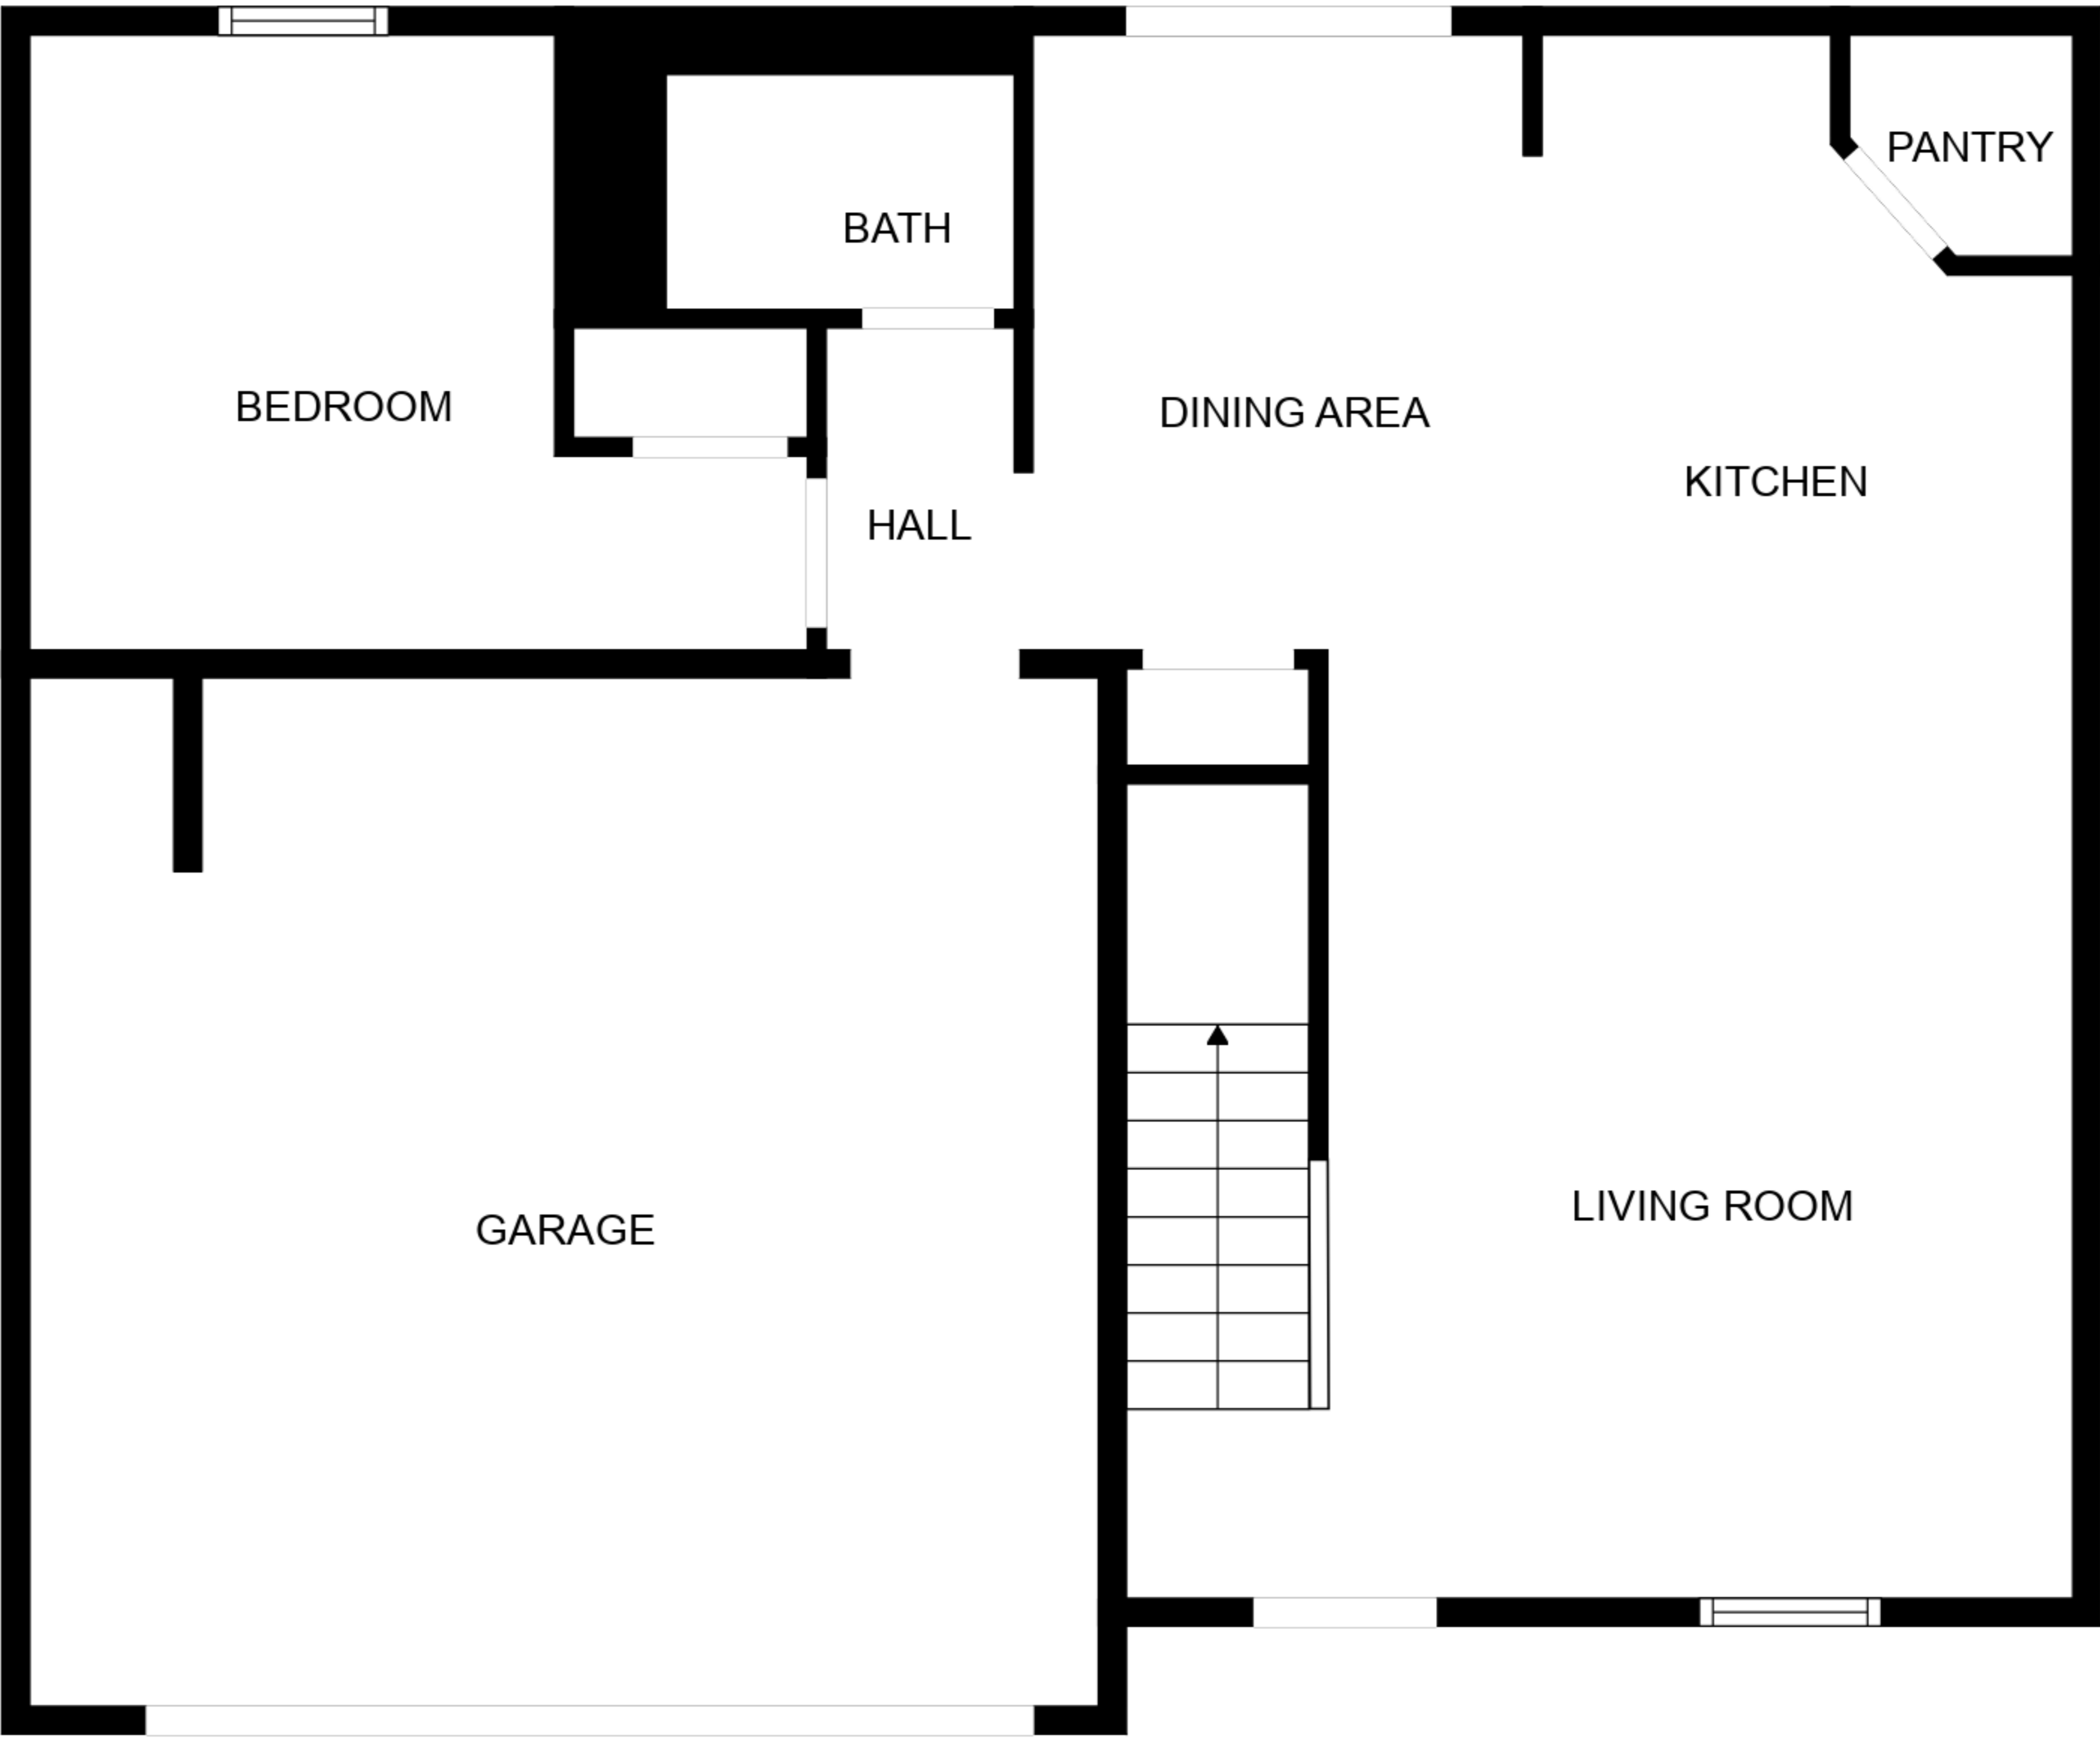 PANTRY
BATH
BEDROOM
DINING AREA
KITCHEN
HALL
LIVING ROOM
GARAGE